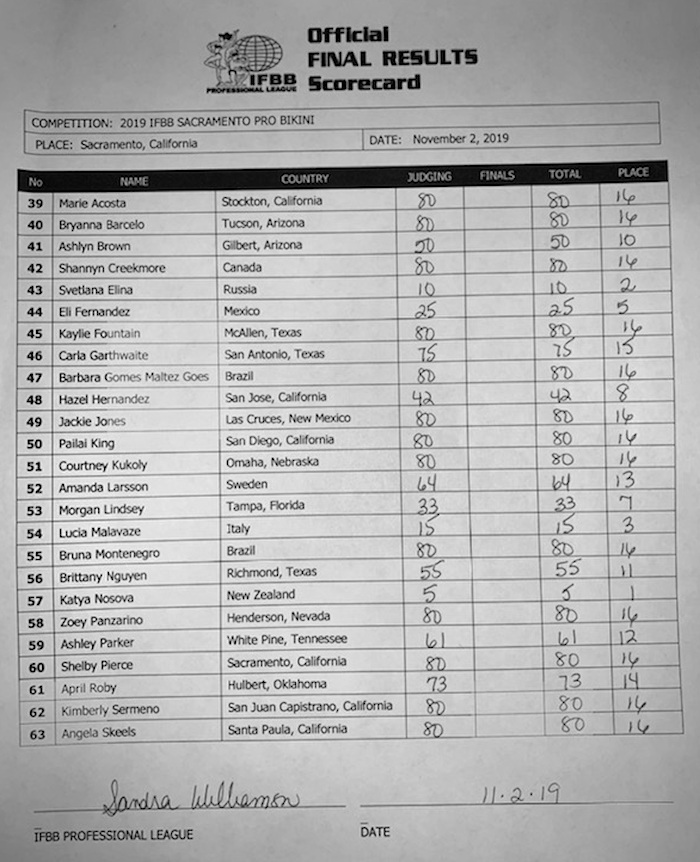 Official
FINAL RESULTS
Scorecard
IFBB
PROFESSIONAL LEAGUE
COMPETITION: 2019 IFBB SACRAMENTO PRO BIKINI
PLACE: Sacramento, California DATE: November 2, 2019
No NAME COUNTRY JUDGING FINALS TOTAL PLACE
39 Marie Acosta Stockton, California 80 80 16
40 Bryanna Barcelo Tucson, Arizona 80 80 16
41 Ashlyn Brown Gilbert, Arizona 50 50 10
42 Shannyn Creekmore Canada 80 80 16
43 Svetlana Elina Russia 10 10 2
44 Eli Fernandez Mexico 25 25 5
45 Kaylie Fountain McAllen, Texas 80 80 16
46 Carla Garthwaite San Antonio, Texas 75 75 15
47 Barbara Gomes Maltez Goes Brazil 80 80 16
48 Hazel Hernandez San Jose, California 42 42 8
49 Jackie Jones Las Cruces, New Mexico 80 80 16
50 Pailai King San Diego, California 80 80 16
51 Courtney Kukoly Omaha, Nebraska 80 80 16
52 Amanda Larsson Sweden 64 64 13
53 Morgan Lindsey Tampa, Florida 33 33 7
54 Lucia Malavaze Italy 15 15 3
55 Bruna Montenegro Brazil 80 80 16
56 Brittany Nguyen Richmond, Texas 55 55 11
57 Katya Nosova New Zealand 5 5 1
58 Zoey Panzarino Henderson, Nevada 80 80 16
59 Ashley Parker White Pine, Tennessee 61 61 12
60 Shelby Pierce Sacramento, California 80 80 16
61 April Roby Hulbert, Oklahoma 73 73 14
62 Kimberly Sermeno San Juan Capistrano, California 80 80 16
63 Angela Skeels Santa Paula, California 80 80 16
Sandra Williamson 11·2·19
IFBB PROFESSIONAL LEAGUE DATE